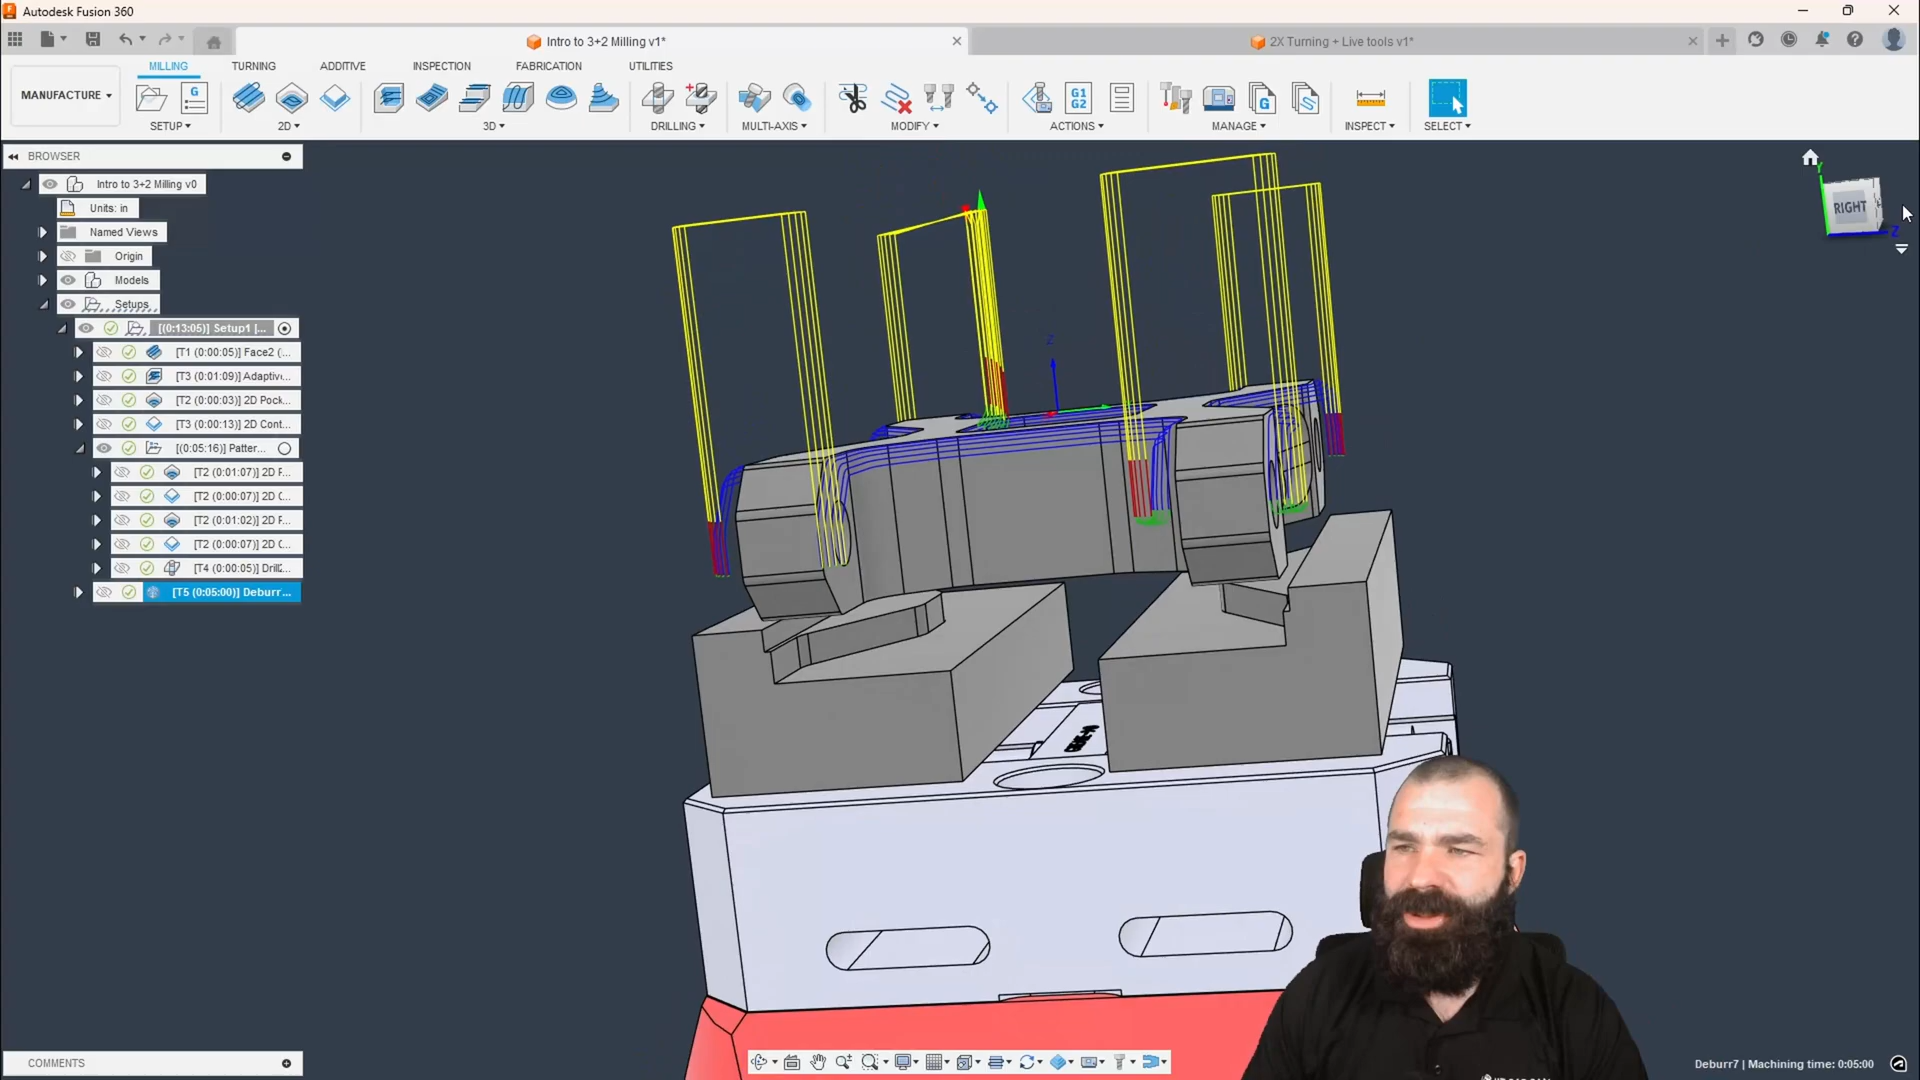 Autodesk Fusion 360
Intro to 3+2 Milling v1*
2X Turning + Live tools v1*
MILLING
TURNING
ADDITIVE
INSPECTION
FABRICATION
UTILITIES
MANUFACTURE
SETUP
2D
3D
DRILLING
MULTI-AXIS
MODIFY
G1
G2
ACTIONS
MANAGE
INSPECT
SELECT
BROWSER
Intro to 3+2 Milling v0
Units: in
Named Views
Origin
Models
Setups
[(0:13:05)] Setup1 [...
[T1 (0:00:05)] Face2 (...
[T3 (0:01:09)] Adaptiv...
[T2 (0:00:03)] 2D Pock...
[T3 (0:00:13)] 2D Cont...
[(0:05:16)] Patter...
[T2 (0:01:07)] 2D P...
[T2 (0:00:07)] 2D C...
[T2 (0:01:02)] 2D P...
[T2 (0:00:07)] 2D C...
[T4 (0:00:05)] Drill...
[T5 (0:05:00)] Deburr...
RIGHT
Y
Z
Z
COMMENTS
Deburr7 | Machining time: 0:05:00